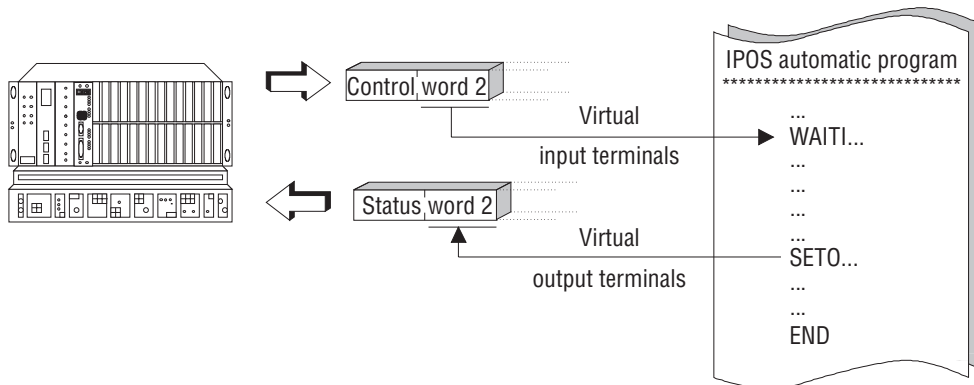 Control word 2
Virtual
input terminals
Status word 2
Virtual
output terminals
IPOS automatic program
*****************************
...
WAITI...
...
...
...
...
SETO...
...
...
END